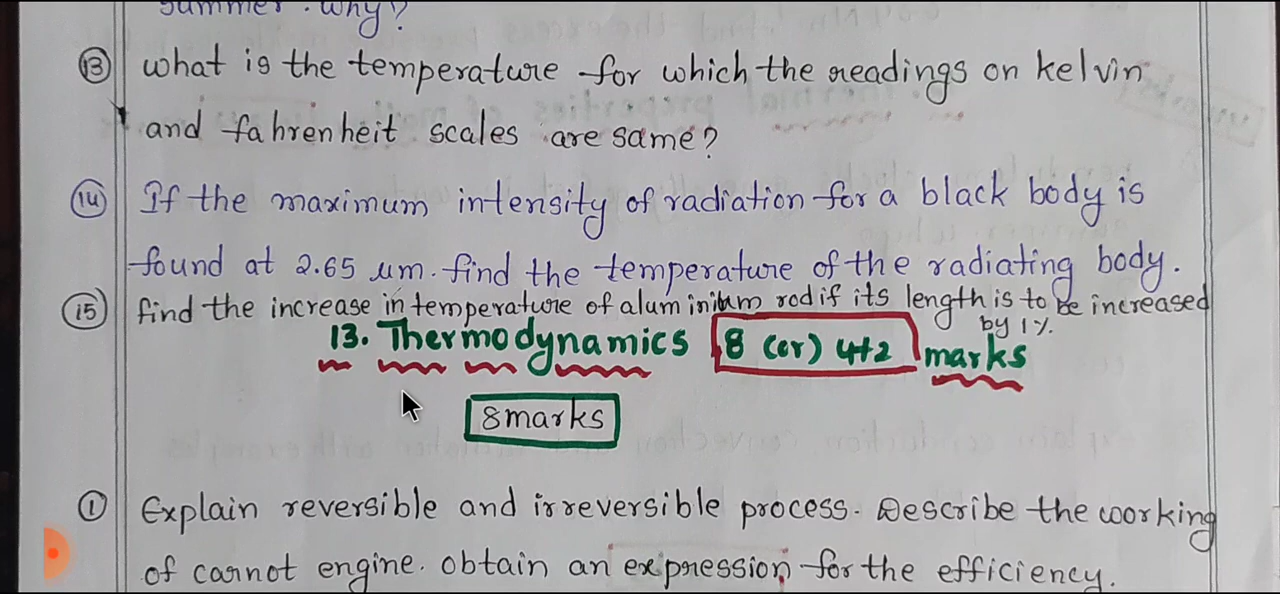 summer. why?
13 what is the temperature for which the readings on kelvin
and fahrenheit scales are same?
14 If the maximum intensity of radiation for a black body is
found at 2.65 μm. find the temperature of the radiating body.
15 find the increase in temperature of aluminium rod if its length is to be increased
by 1%.
13. Thermodynamics 8 (or) 4+2 marks
8 marks
1 Explain reversible and irreversible process. Describe the working
of carnot engine. obtain an expression for the efficiency.